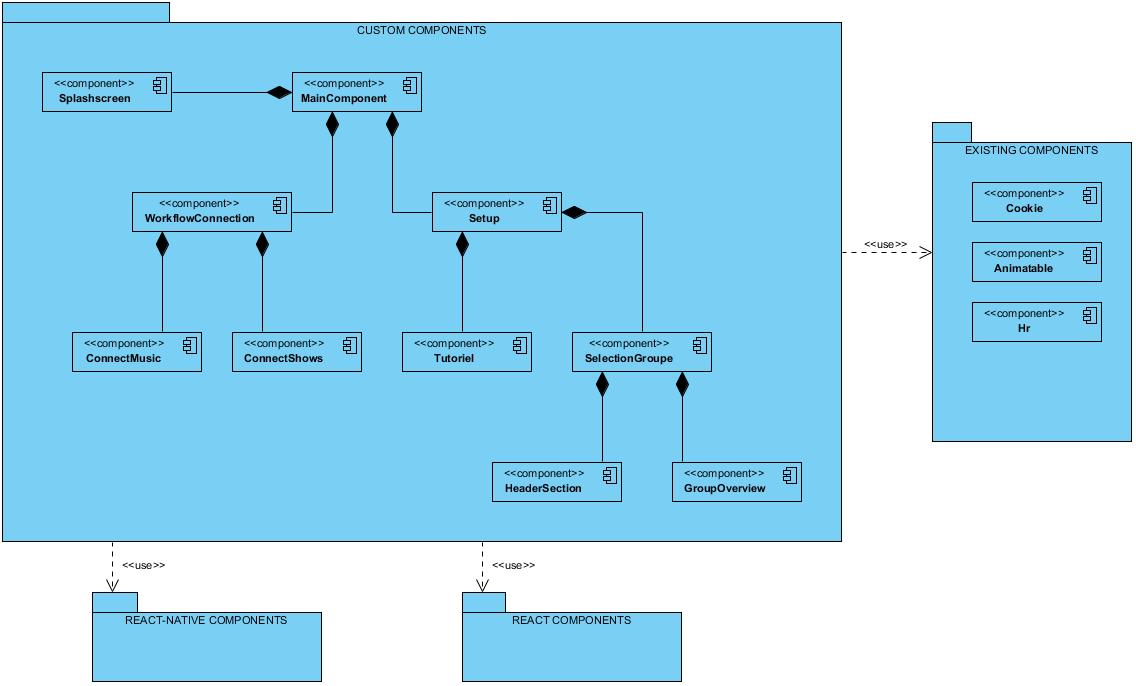 CUSTOM COMPONENTS
<<component>>
Splashscreen
<<component>>
MainComponent
<<component>>
WorkflowConnection
<<component>>
Setup
<<component>>
ConnectMusic
<<component>>
ConnectShows
<<component>>
Tutoriel
<<component>>
SelectionGroupe
<<component>>
HeaderSection
<<component>>
GroupOverview
<<use>>
EXISTING COMPONENTS
<<component>>
Cookie
<<component>>
Animatable
<<component>>
Hr
<<use>>
<<use>>
REACT-NATIVE COMPONENTS
REACT COMPONENTS